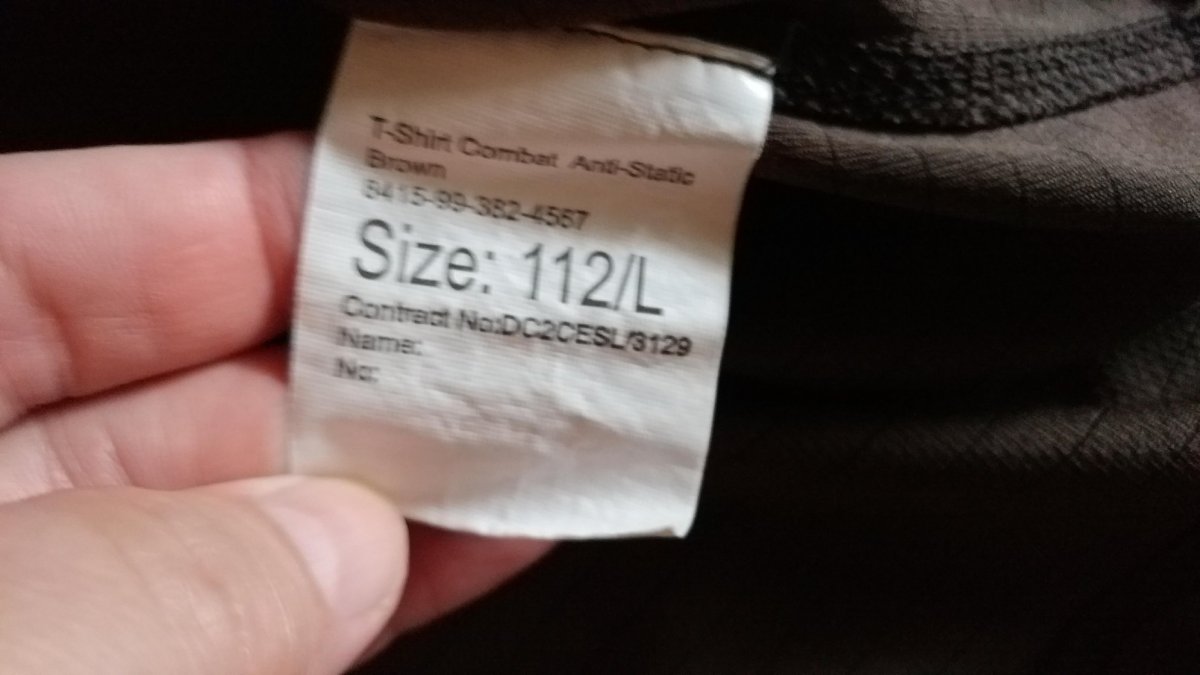 T-Shirt Combat Anti-Static
Brown
8415-99-382-4567
Size: 112/L
Contract No:DC2CESL/3129
Name:
No: